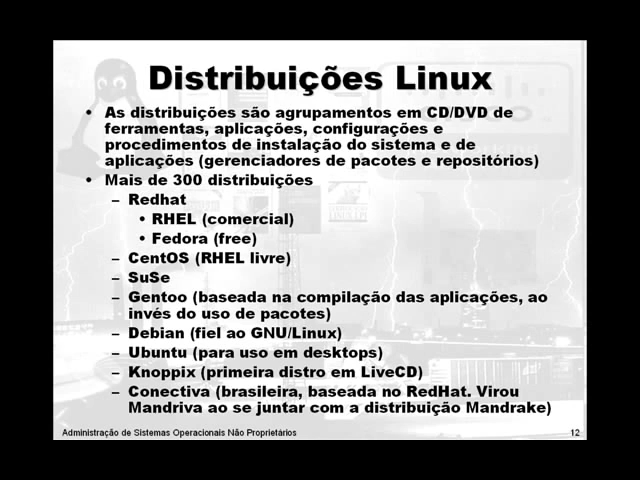 Distribuições Linux
• As distribuições são agrupamentos em CD/DVD de
ferramentas, aplicações, configurações e
procedimentos de instalação do sistema e de
aplicações (gerenciadores de pacotes e repositórios)
• Mais de 300 distribuições
– Redhat
• RHEL (comercial)
• Fedora (free)
– CentOS (RHEL livre)
– SuSe
– Gentoo (baseada na compilação das aplicações, ao
invés do uso de pacotes)
– Debian (fiel ao GNU/Linux)
– Ubuntu (para uso em desktops)
– Knoppix (primeira distro em LiveCD)
– Conectiva (brasileira, baseada no RedHat. Virou
Mandriva ao se juntar com a distribuição Mandrake)
Administração de Sistemas Operacionais Não Proprietários
12